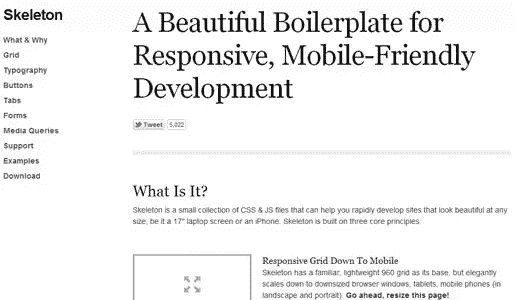 Skeleton
What & Why
Grid
Typography
Buttons
Tabs
Forms
Media Queries
Support
Examples
Download
A Beautiful Boilerplate for
Responsive, Mobile-Friendly
Development
Tweet 5,022
What Is It?
Skeleton is a small collection of CSS & JS files that can help you rapidly develop sites that look beautiful at any
size, be it a 17" laptop screen or an iPhone. Skeleton is built on three core principles:
Responsive Grid Down To Mobile
Skeleton has a familiar, lightweight 960 grid as its base, but elegantly
scales down to downsized browser windows, tablets, mobile phones (in
landscape and portrait). Go ahead, resize this page!